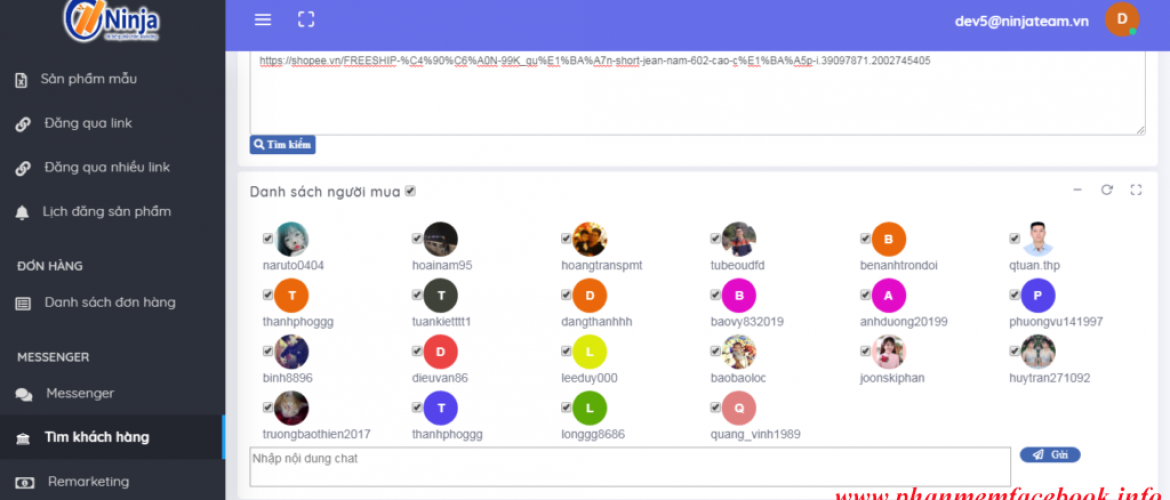 Ninja
dev5@ninjateam.vn
D
Sản phẩm mẫu
Đăng qua link
Đăng qua nhiều link
Lịch đăng sản phẩm
ĐƠN HÀNG
Danh sách đơn hàng
MESSENGER
Messenger
Tìm khách hàng
Remarketing
https://shopee.vn/FREESHIP-%C4%90%C6%A0N-99K_qu%E1%BA%A7n-short-jean-nam-602-cao-c%E1%BA%A5p-i.39097871.2002745405
Tìm kiếm
Danh sách người mua
B
naruto0404 hoainam95 hoangtranspmt tubeoudfd benanhtrondoi qtuan.thp
T T D B A P
thanhphoggg tuankietttt1 dangthanhhh baovy832019 anhduong20199 phuongvu141997
D L
binh8896 dieuvan86 leeduy000 baobaoloc joonskiphan huytran271092
T L Q
truongbaothien2017 thanhphoggg longgg8686 quang_vinh1989
Nhập nội dung chat
Gửi
www.phanmemfacebook.info